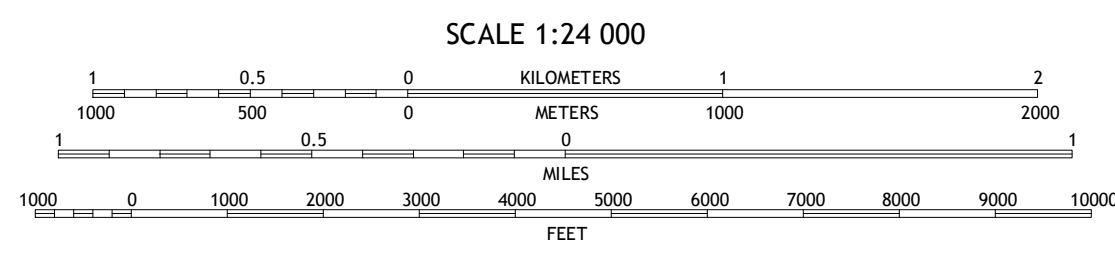 SCALE 1:24 000
1 0.5 0 KILOMETERS 1 2
1000 500 0 METERS 1000 2000
1 0.5 0 1
MILES
1000 0 1000 2000 3000 4000 5000 6000 7000 8000 9000 10000
FEET